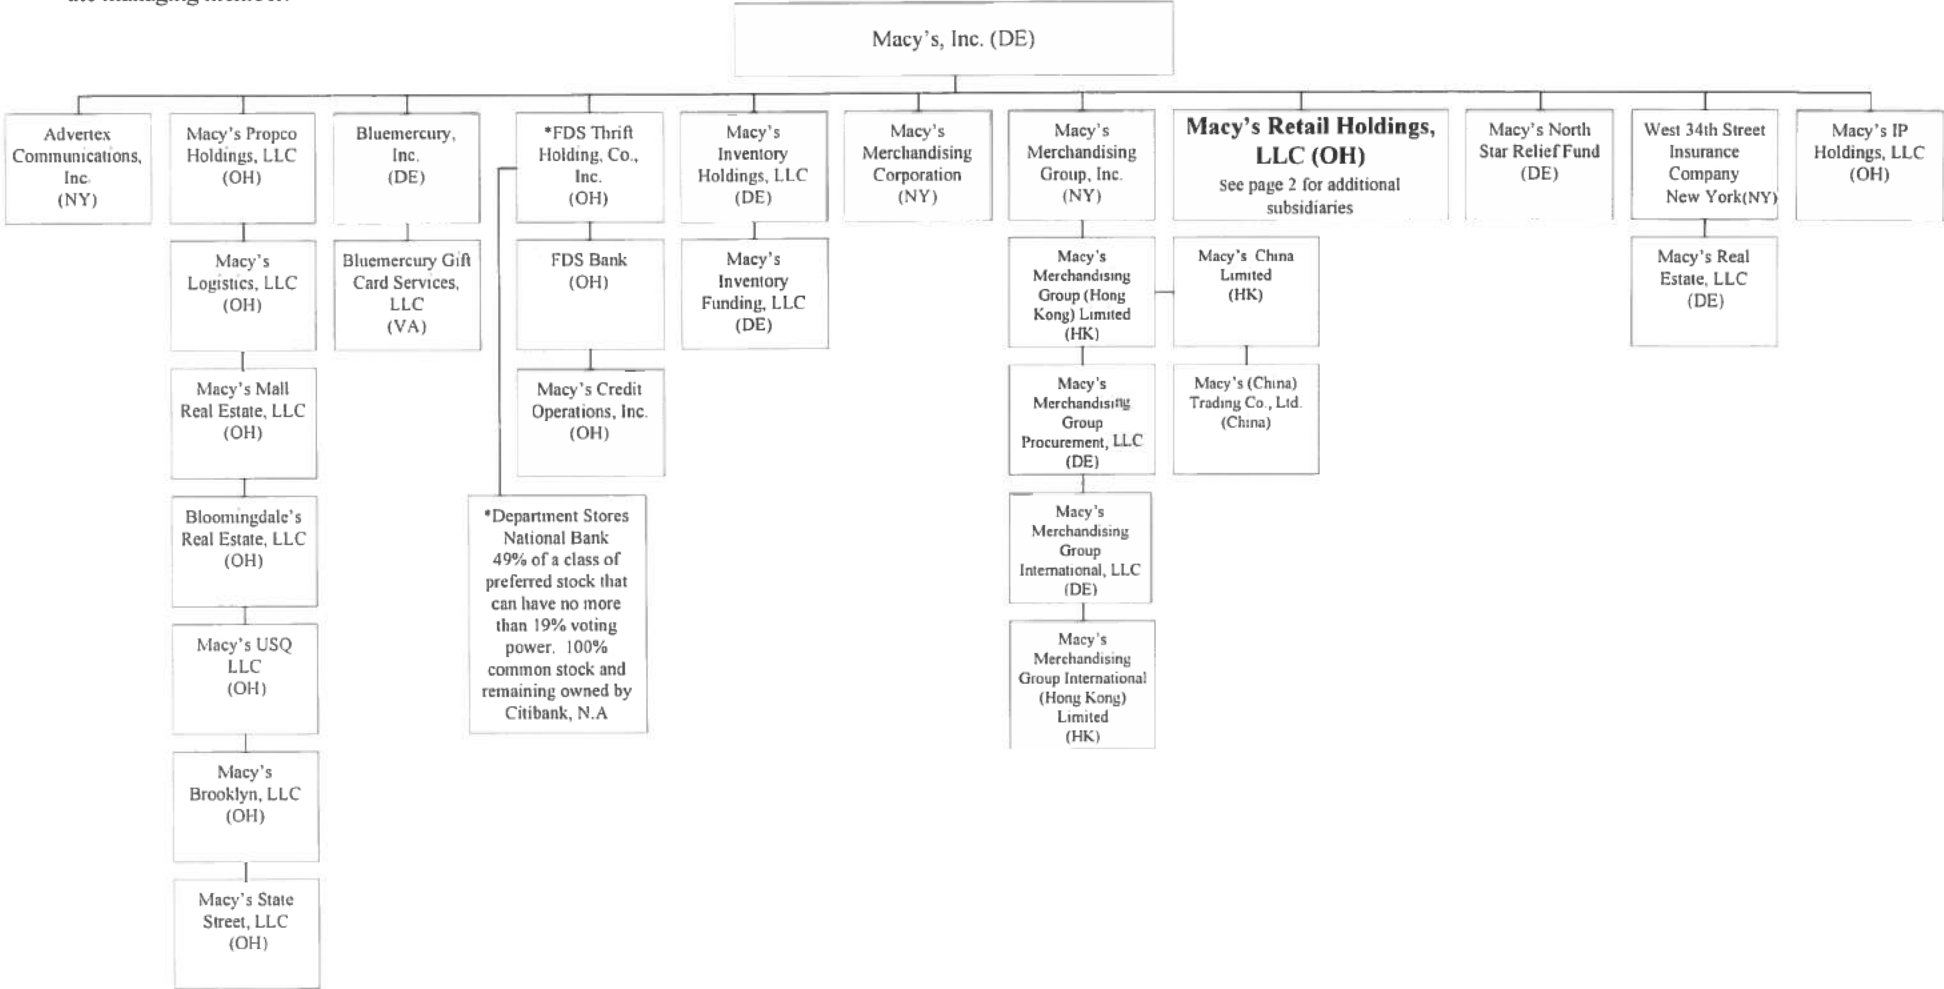 ate managing member.
Macy's, Inc. (DE)
Advertex
Communications,
Inc.
(NY)
Macy's Propco
Holdings, LLC
(OH)
Bluemercury,
Inc.
(DE)
*FDS Thrift
Holding, Co.,
Inc.
(OH)
Macy's
Inventory
Holdings, LLC
(DE)
Macy's
Merchandising
Corporation
(NY)
Macy's
Merchandising
Group, Inc.
(NY)
Macy's Retail Holdings,
LLC (OH)
See page 2 for additional
subsidiaries
Macy's North
Star Relief Fund
(DE)
West 34th Street
Insurance
Company
New York(NY)
Macy's IP
Holdings, LLC
(OH)
Macy's
Logistics, LLC
(OH)
Bluemercury Gift
Card Services,
LLC
(VA)
FDS Bank
(OH)
Macy's
Inventory
Funding, LLC
(DE)
Macy's
Merchandising
Group (Hong
Kong) Limited
(HK)
Macy's China
Limited
(HK)
Macy's Real
Estate, LLC
(DE)
Macy's Mall
Real Estate, LLC
(OH)
Macy's Credit
Operations, Inc.
(OH)
Macy's
Merchandising
Group
Procurement, LLC
(DE)
Macy's (China)
Trading Co., Ltd.
(China)
Bloomingdale's
Real Estate, LLC
(OH)
*Department Stores
National Bank
49% of a class of
preferred stock that
can have no more
than 19% voting
power. 100%
common stock and
remaining owned by
Citibank, N.A
Macy's
Merchandising
Group
International, LLC
(DE)
Macy's USQ
LLC
(OH)
Macy's
Merchandising
Group International
(Hong Kong)
Limited
(HK)
Macy's
Brooklyn, LLC
(OH)
Macy's State
Street, LLC
(OH)